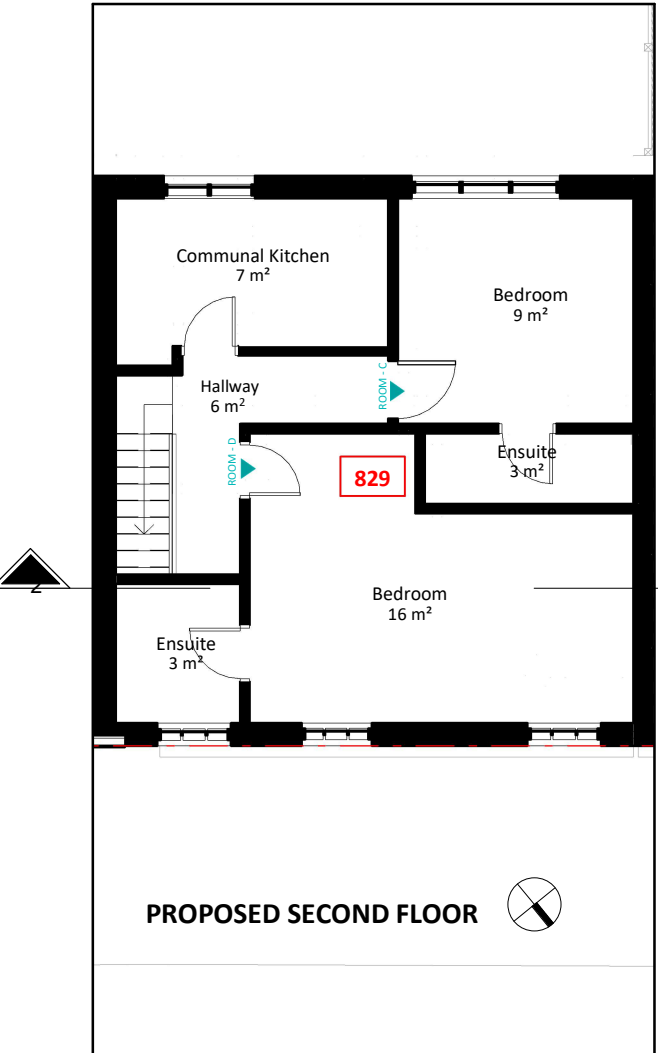 Communal Kitchen
7 m²
Bedroom
9 m²
Hallway
6 m²
ROOM - C
ROOM - D
829
Ensuite
3 m²
Bedroom
16 m²
2
Ensuite
3 m²
PROPOSED SECOND FLOOR